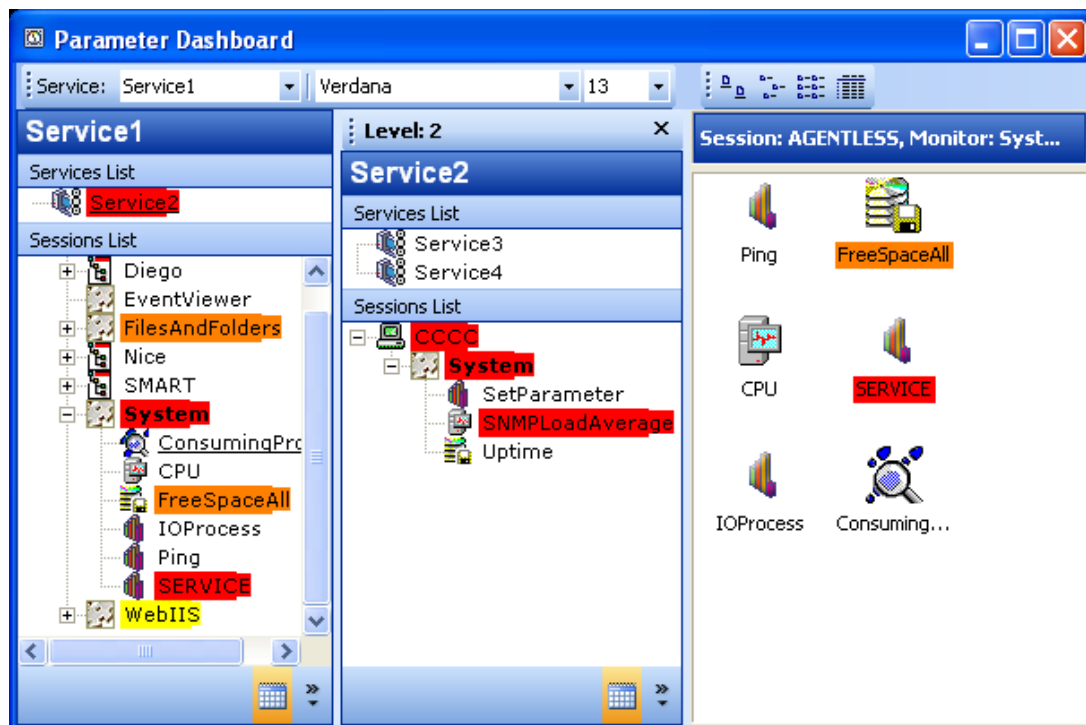 Parameter Dashboard
Service: Service1 Verdana 13
Service1
Services List
Service2
Sessions List
Diego
EventViewer
FilesAndFolders
Nice
SMART
System
ConsumingPro
CPU
FreeSpaceAll
IOProcess
Ping
SERVICE
WebIIS
Level: 2
Service2
Services List
Service3
Service4
Sessions List
CCCC
System
SetParameter
SNMPLoadAverage
Uptime
Session: AGENTLESS, Monitor: Syst...
Ping FreeSpaceAll
CPU SERVICE
IOProcess Consuming...